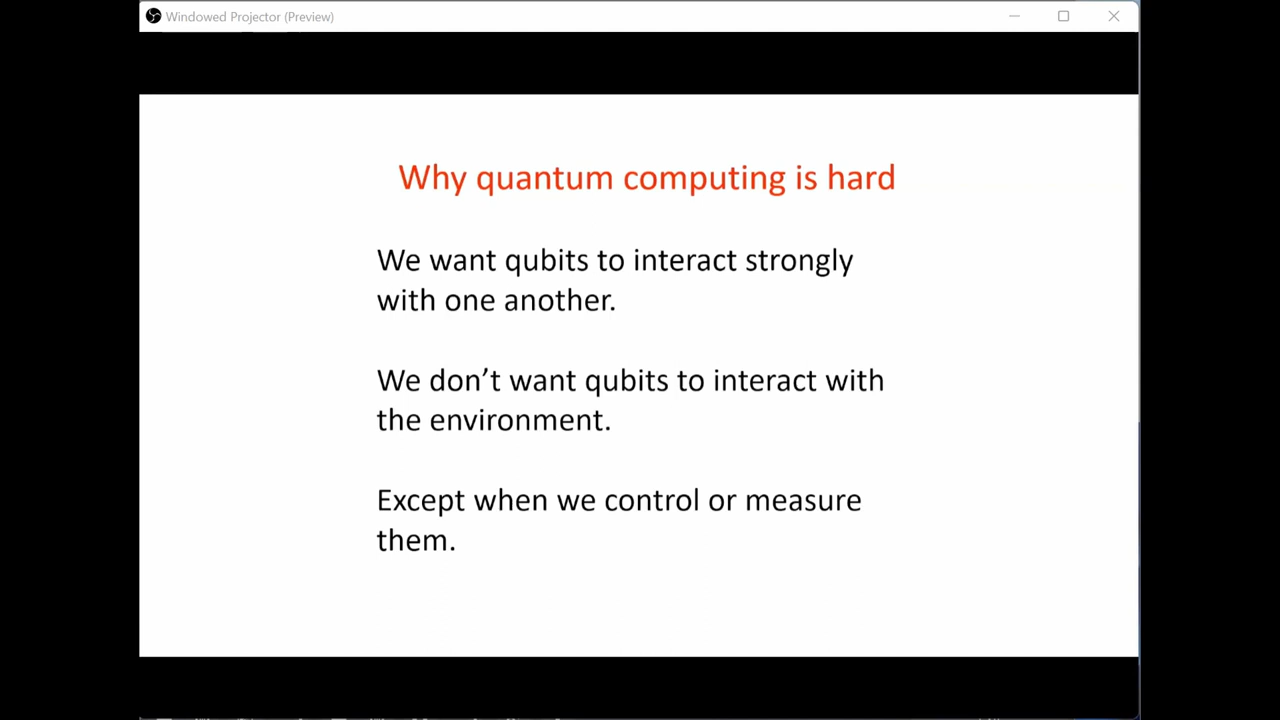 Windowed Projector (Preview)
Why quantum computing is hard
We want qubits to interact strongly
with one another.
We don’t want qubits to interact with
the environment.
Except when we control or measure
them.